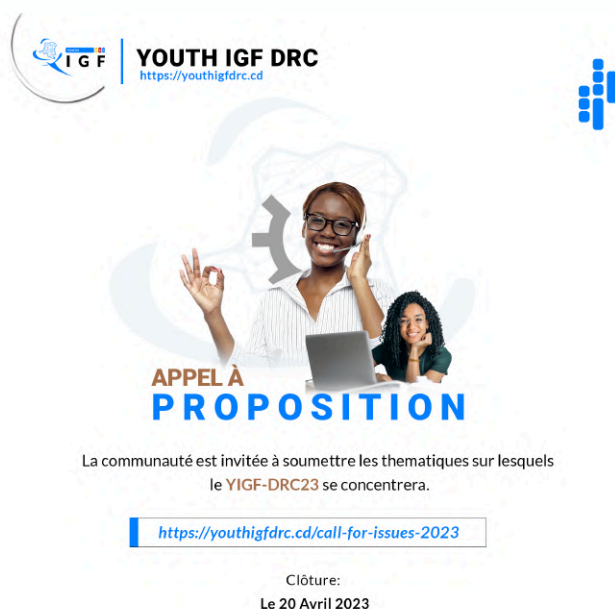 IGF
YOUTH IGF DRC
https://youthigfdrc.cd
APPEL À
PROPOSITION
La communauté est invitée à soumettre les thematiques sur lesquels
le YIGF-DRC23 se concentrera.
https://youthigfdrc.cd/call-for-issues-2023
Clôture:
Le 20 Avril 2023